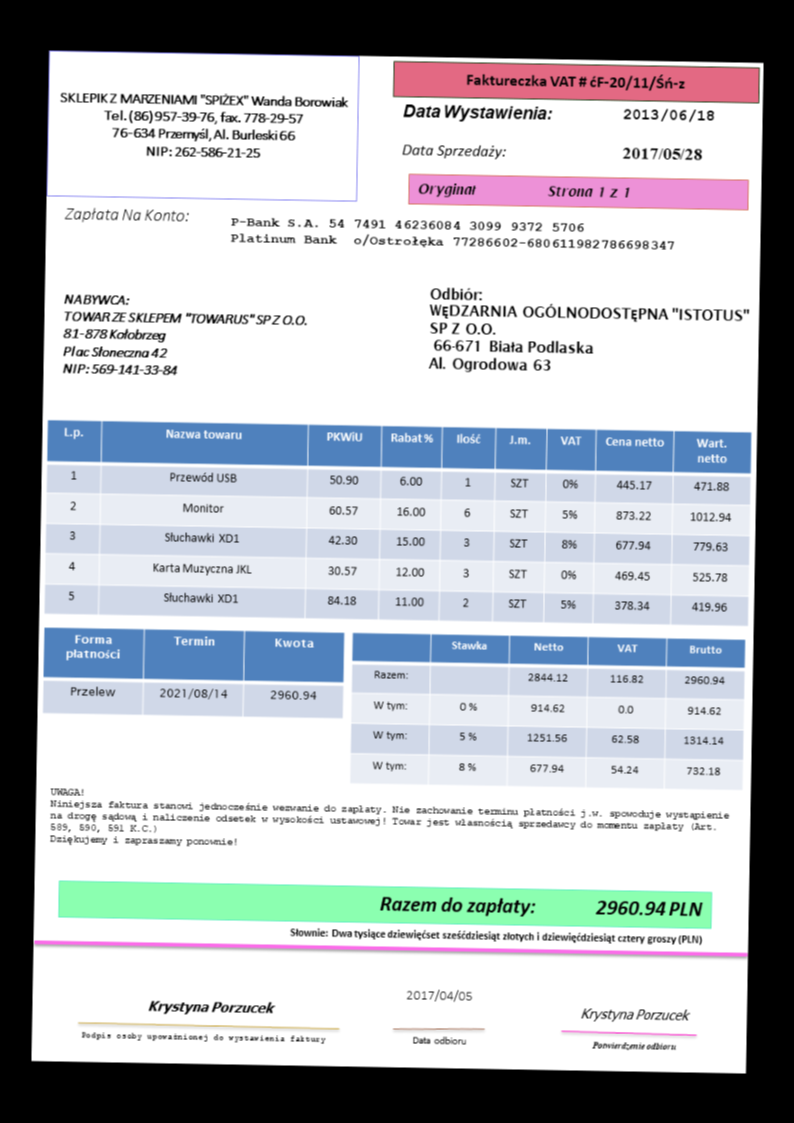 SKLEPIK Z MARZENIAMI "SPIŻEX" Wanda Borowiak
Tel. (86) 957-39-76, fax. 778-29-57
76-634 Przemyśl, Al. Burleski 66
NIP: 262-586-21-25
Faktureczka VAT # ćF-20/11/Śń-z
Data Wystawienia: 2013/06/18
Data Sprzedaży: 2017/05/28
Oryginał Strona 1 z 1
Zapłata Na Konto:
P-Bank S.A. 54 7491 46236084 3099 9372 5706
Platinum Bank o/Ostrołęka 77286602-680611982786698347
NABYWCA:
TOWAR ZE SKLEPEM "TOWARUS" SP Z O.O.
81-878 Kołobrzeg
Plac Słoneczna 42
NIP: 569-141-33-84
Odbiór:
WĘDZARNIA OGÓLNODOSTĘPNA "ISTOTUS"
SP Z O.O.
66-671 Biała Podlaska
Al. Ogrodowa 63
L.p. Nazwa towaru PKWiU Rabat % Ilość J.m. VAT Cena netto Wart. netto
1 Przewód USB 50.90 6.00 1 SZT 0% 445.17 471.88
2 Monitor 60.57 16.00 6 SZT 5% 873.22 1012.94
3 Słuchawki XD1 42.30 15.00 3 SZT 8% 677.94 779.63
4 Karta Muzyczna JKL 30.57 12.00 3 SZT 0% 469.45 525.78
5 Słuchawki XD1 84.18 11.00 2 SZT 5% 378.34 419.96
Forma płatności Termin Kwota
Przelew 2021/08/14 2960.94
Stawka Netto VAT Brutto
Razem: 2844.12 116.82 2960.94
W tym: 0 % 914.62 0.0 914.62
W tym: 5 % 1251.56 62.58 1314.14
W tym: 8 % 677.94 54.24 732.18
UWAGA!
Niniejsza faktura stanowi jednocześnie wezwanie do zapłaty. Nie zachowanie terminu płatności j.w. spowoduje wystąpienie
na drogę sądową i naliczenie odsetek w wysokości ustawowej! Towar jest własnością sprzedawcy do momentu zapłaty (Art.
589, 590, 591 K.C.)
Dziękujemy i zapraszamy ponownie!
Razem do zapłaty: 2960.94 PLN
Słownie: Dwa tysiące dziewięćset sześćdziesiąt złotych i dziewięćdziesiąt cztery groszy (PLN)
Krystyna Porzucek
Podpis osoby upoważnionej do wystawienia faktury
2017/04/05
Data odbioru
Krystyna Porzucek
Potwierdzenie odbioru